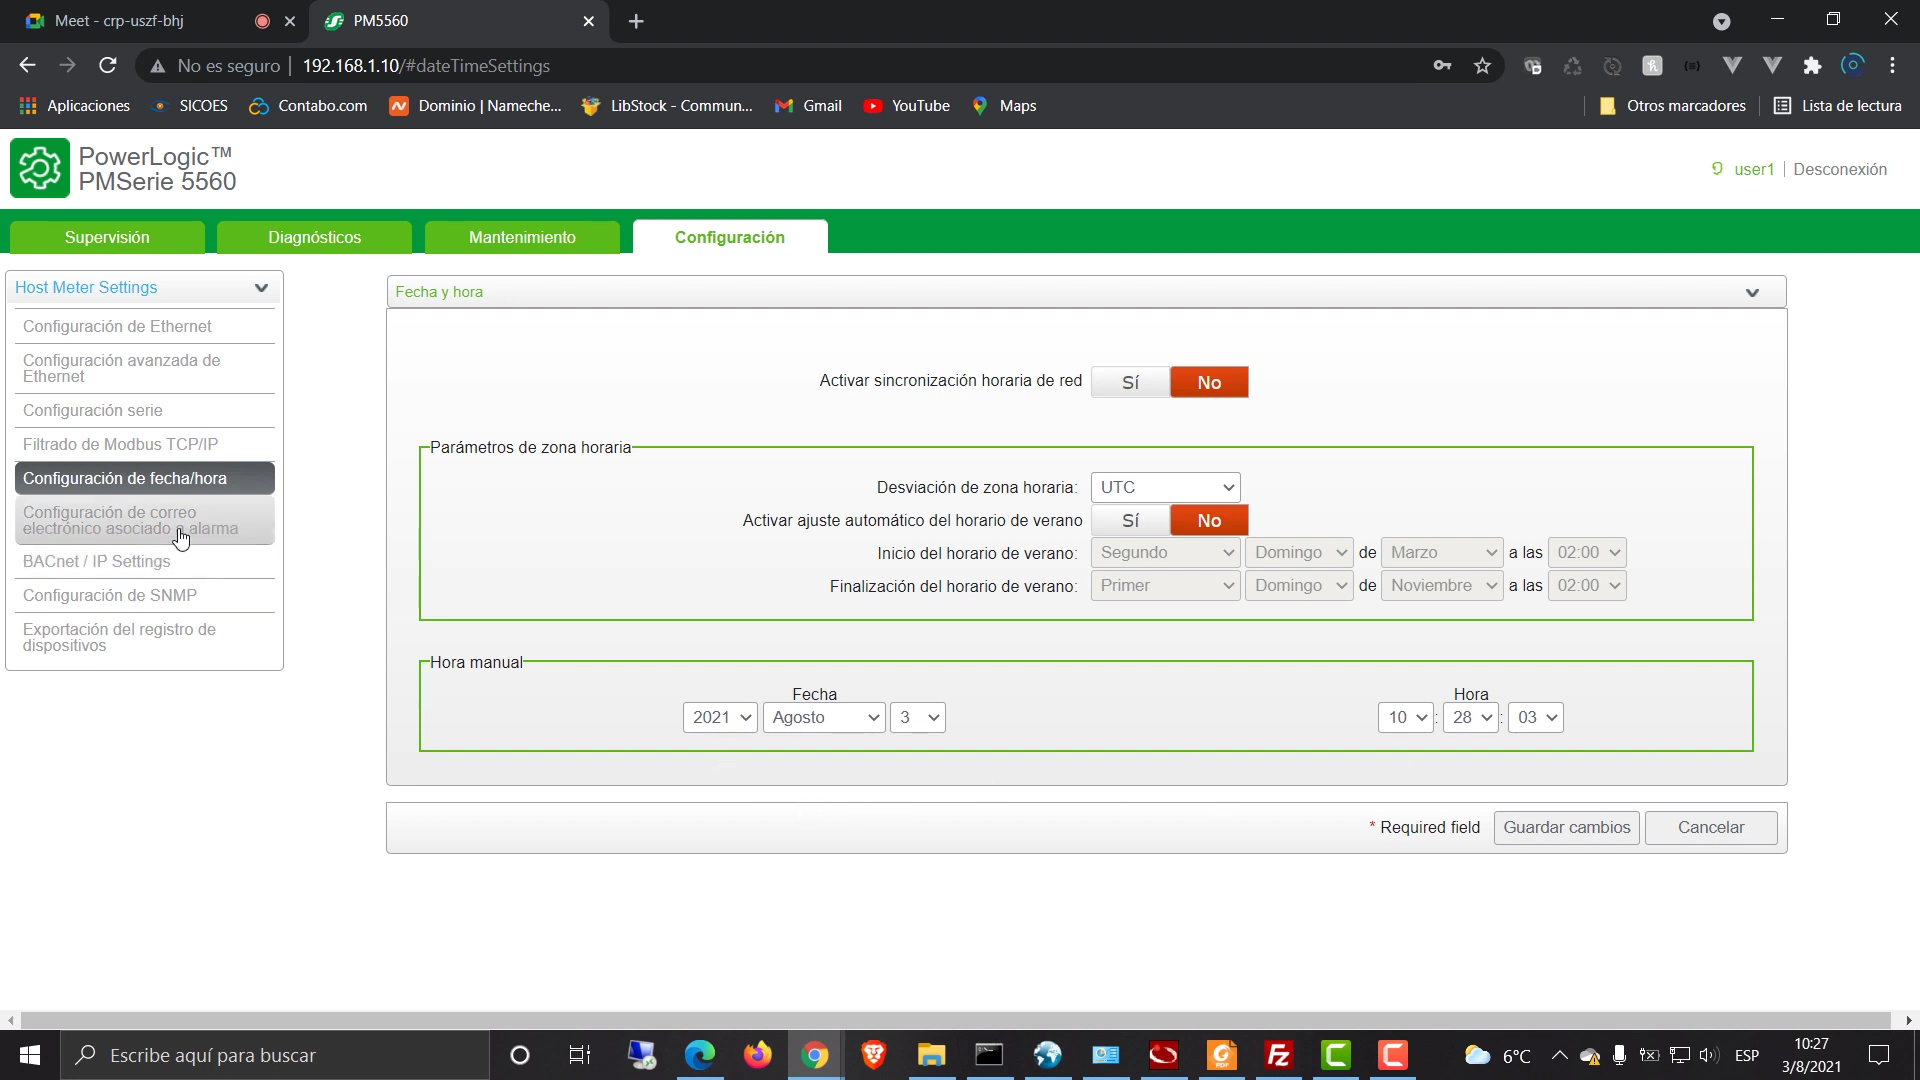 Meet - crp-uszf-bhj
PM5560
No es seguro
192.168.1.10/#dateTimeSettings
Aplicaciones
SICOES
Contabo.com
Dominio | Nameche...
LibStock - Commun...
Gmail
YouTube
Maps
Otros marcadores
Lista de lectura
PowerLogic™
PMSerie 5560
user1
Desconexión
Supervisión
Diagnósticos
Mantenimiento
Configuración
Host Meter Settings
Configuración de Ethernet
Configuración avanzada de
Ethernet
Configuración serie
Filtrado de Modbus TCP/IP
Configuración de fecha/hora
Configuración de correo
electrónico asociado a alarma
BACnet / IP Settings
Configuración de SNMP
Exportación del registro de
dispositivos
Fecha y hora
Activar sincronización horaria de red Sí No
Parámetros de zona horaria
Desviación de zona horaria: UTC
Activar ajuste automático del horario de verano Sí No
Inicio del horario de verano: Segundo Domingo de Marzo a las 02:00
Finalización del horario de verano: Primer Domingo de Noviembre a las 02:00
Hora manual
Fecha
2021 Agosto 3
Hora
10 : 28 : 03
* Required field
Guardar cambios
Cancelar
Escribe aquí para buscar
6°C
ESP
10:27
3/8/2021